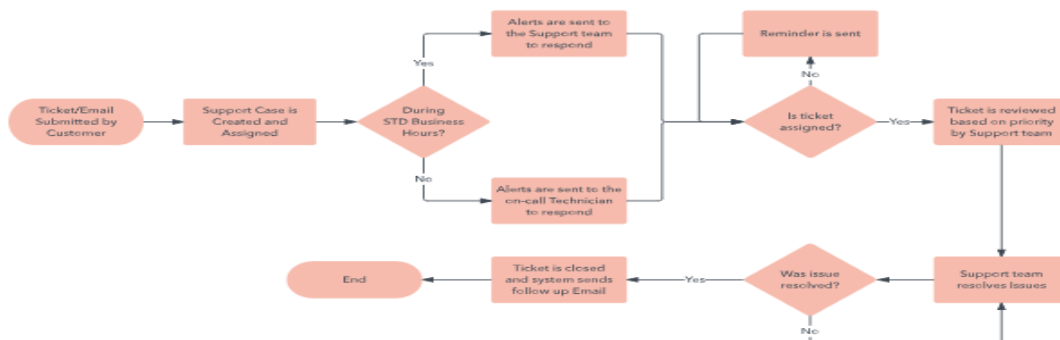 Ticket/Email
Submitted by
Customer
Support Case is
Created and
Assigned
During
STD Business
Hours?
Yes
Alerts are sent to
the Support team
to respond
No
Alerts are sent to the
on-call Technician
to respond
Is ticket
assigned?
No
Reminder is sent
Yes
Ticket is reviewed
based on priority
by Support team
Support team
resolves Issues
Was issue
resolved?
Yes
Ticket is closed
and system sends
follow up Email
End
No